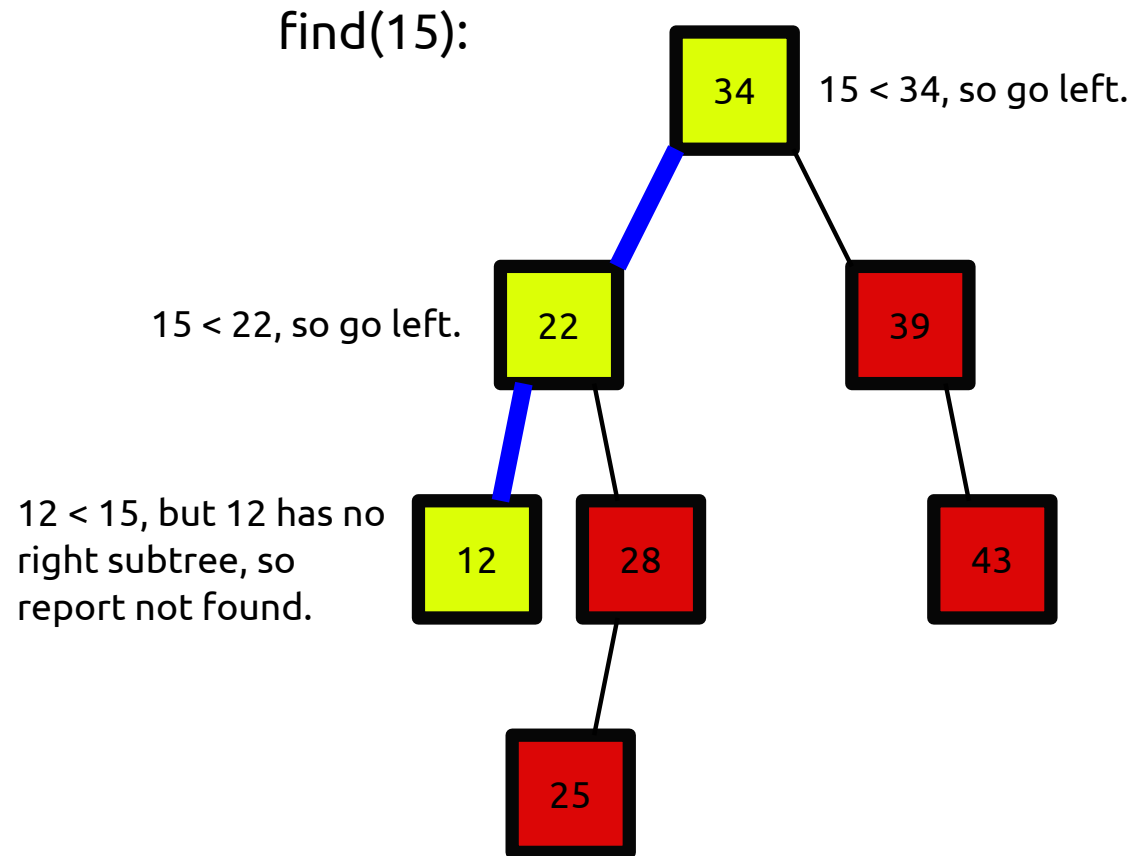 find(15):
34
15 < 34, so go left.
15 < 22, so go left.
22
39
12 < 15, but 12 has no
right subtree, so
report not found.
12
28
43
25